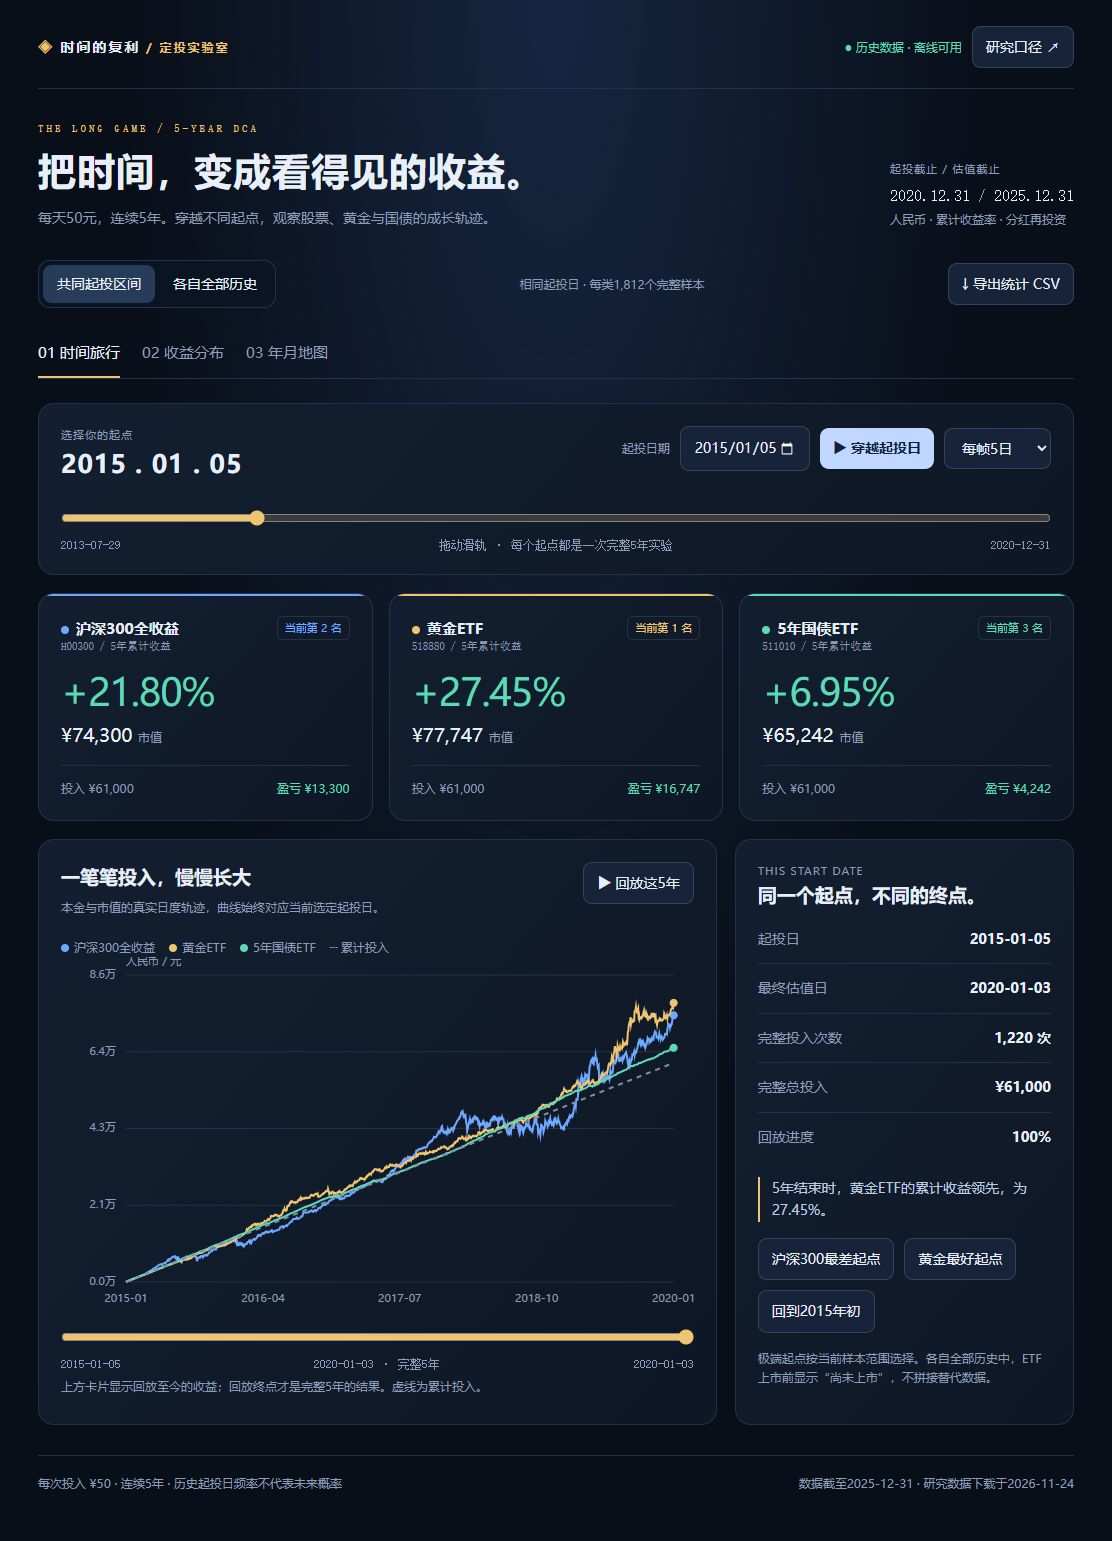 ◈ 时间的复利 / 定投实验室
● 历史数据 · 离线可用
研究口径 ↗
THE LONG GAME / 5-YEAR DCA
把时间，变成看得见的收益。
每天50元，连续5年。穿越不同起点，观察股票、黄金与国债的成长轨迹。
起投截止 / 估值截止
2020.12.31 / 2025.12.31
人民币 · 累计收益率 · 分红再投资
共同起投区间
各自全部历史
相同起投日 · 每类1,812个完整样本
↓ 导出统计 CSV
01 时间旅行
02 收益分布
03 年月地图
选择你的起点
2015 . 01 . 05
起投日期
2015/01/05
▶ 穿越起投日
每帧5日
2013-07-29
拖动滑轨 · 每个起点都是一次完整5年实验
2020-12-31
沪深300全收益
当前第 2 名
H00300 / 5年累计收益
+21.80%
¥74,300 市值
投入 ¥61,000
盈亏 ¥13,300
黄金ETF
当前第 1 名
518880 / 5年累计收益
+27.45%
¥77,747 市值
投入 ¥61,000
盈亏 ¥16,747
5年国债ETF
当前第 3 名
511010 / 5年累计收益
+6.95%
¥65,242 市值
投入 ¥61,000
盈亏 ¥4,242
一笔笔投入，慢慢长大
本金与市值的真实日度轨迹，曲线始终对应当前选定起投日。
▶ 回放这5年
沪深300全收益
黄金ETF
5年国债ETF
┄ 累计投入
人民币 / 元
8.6万
6.4万
4.3万
2.1万
0.0万
2015-01
2016-04
2017-07
2018-10
2020-01
2015-01-05
2020-01-03 · 完整5年
2020-01-03
上方卡片显示回放至今的收益；回放终点才是完整5年的结果。虚线为累计投入。
THIS START DATE
同一个起点，不同的终点。
起投日
2015-01-05
最终估值日
2020-01-03
完整投入次数
1,220 次
完整总投入
¥61,000
回放进度
100%
5年结束时，黄金ETF的累计收益领先，为
27.45%。
沪深300最差起点
黄金最好起点
回到2015年初
极端起点按当前样本范围选择。各自全部历史中，ETF
上市前显示“尚未上市”，不拼接替代数据。
每次投入 ¥50 · 连续5年 · 历史起投日频率不代表未来概率
数据截至2025-12-31 · 研究数据下载于2026-11-24